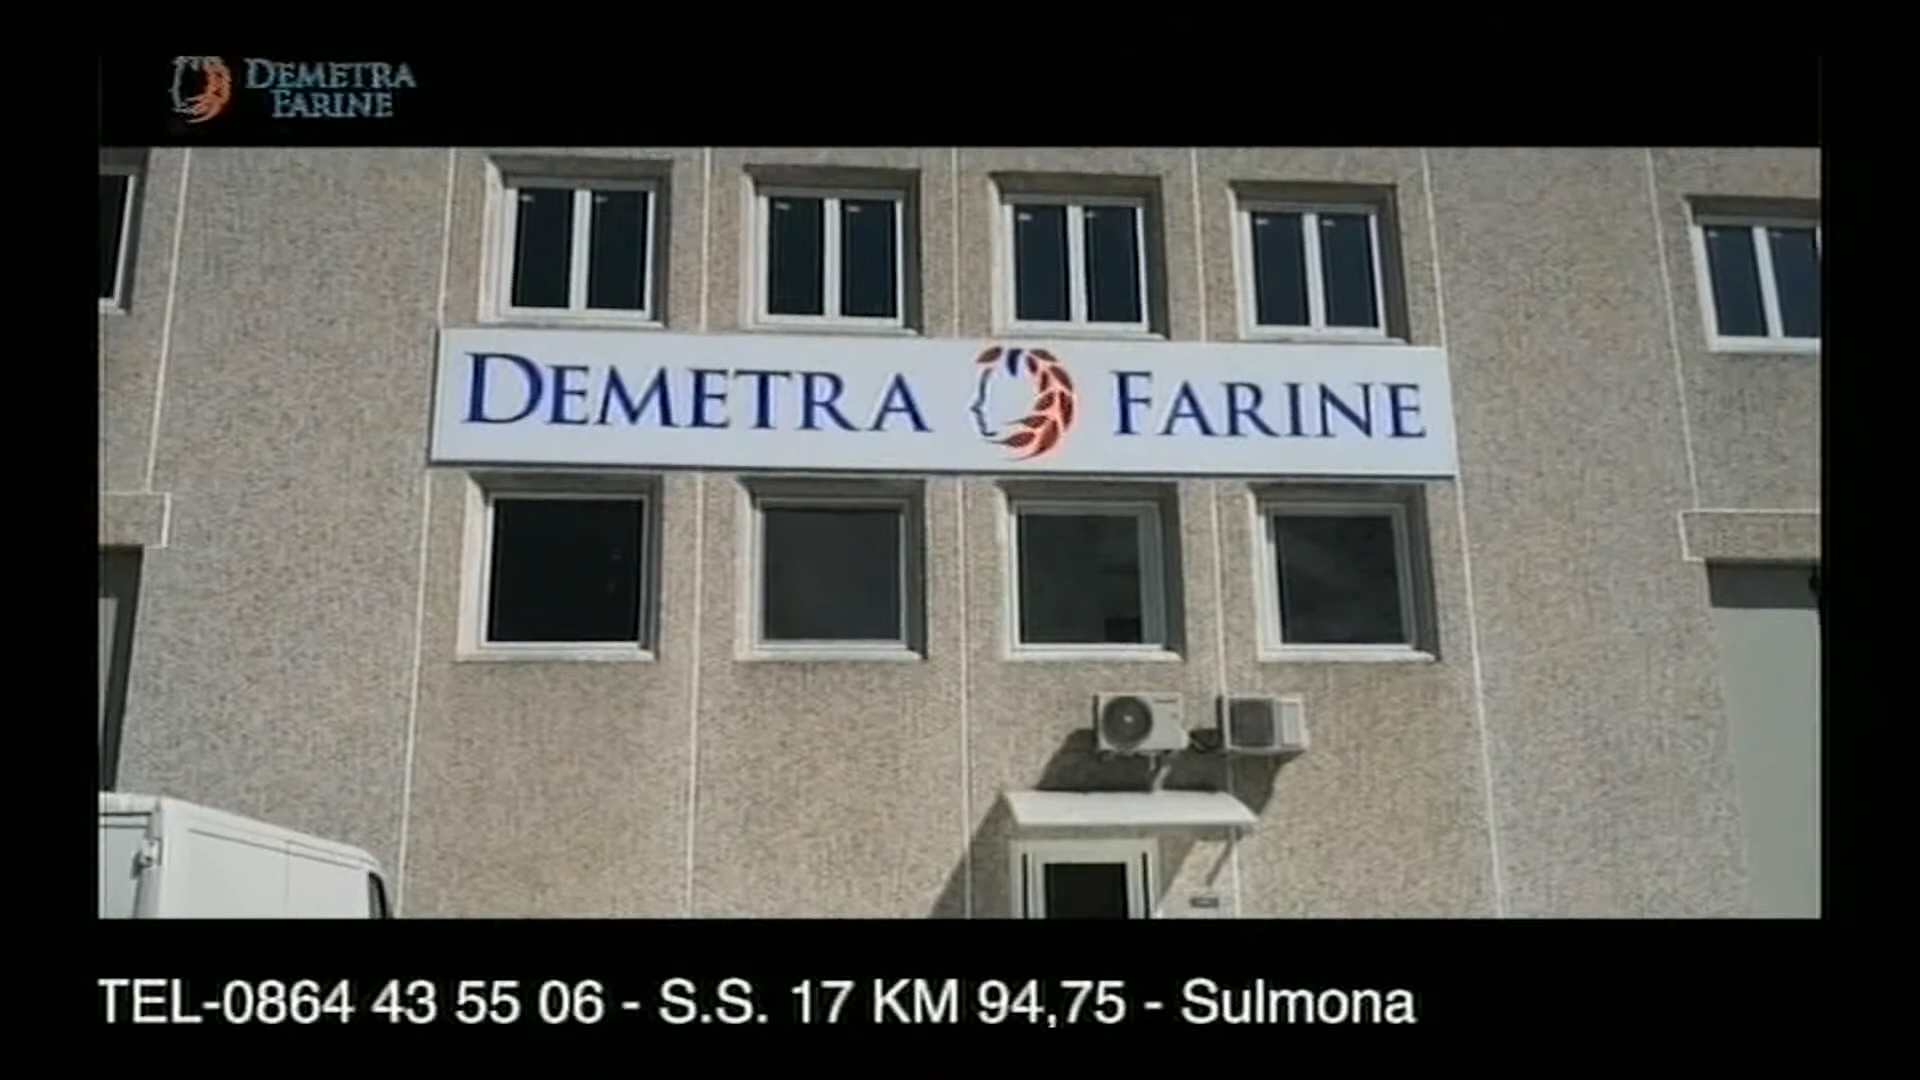 DEMETRA
FARINE
DEMETRA FARINE
TEL-0864 43 55 06 - S.S. 17 KM 94,75 - Sulmona